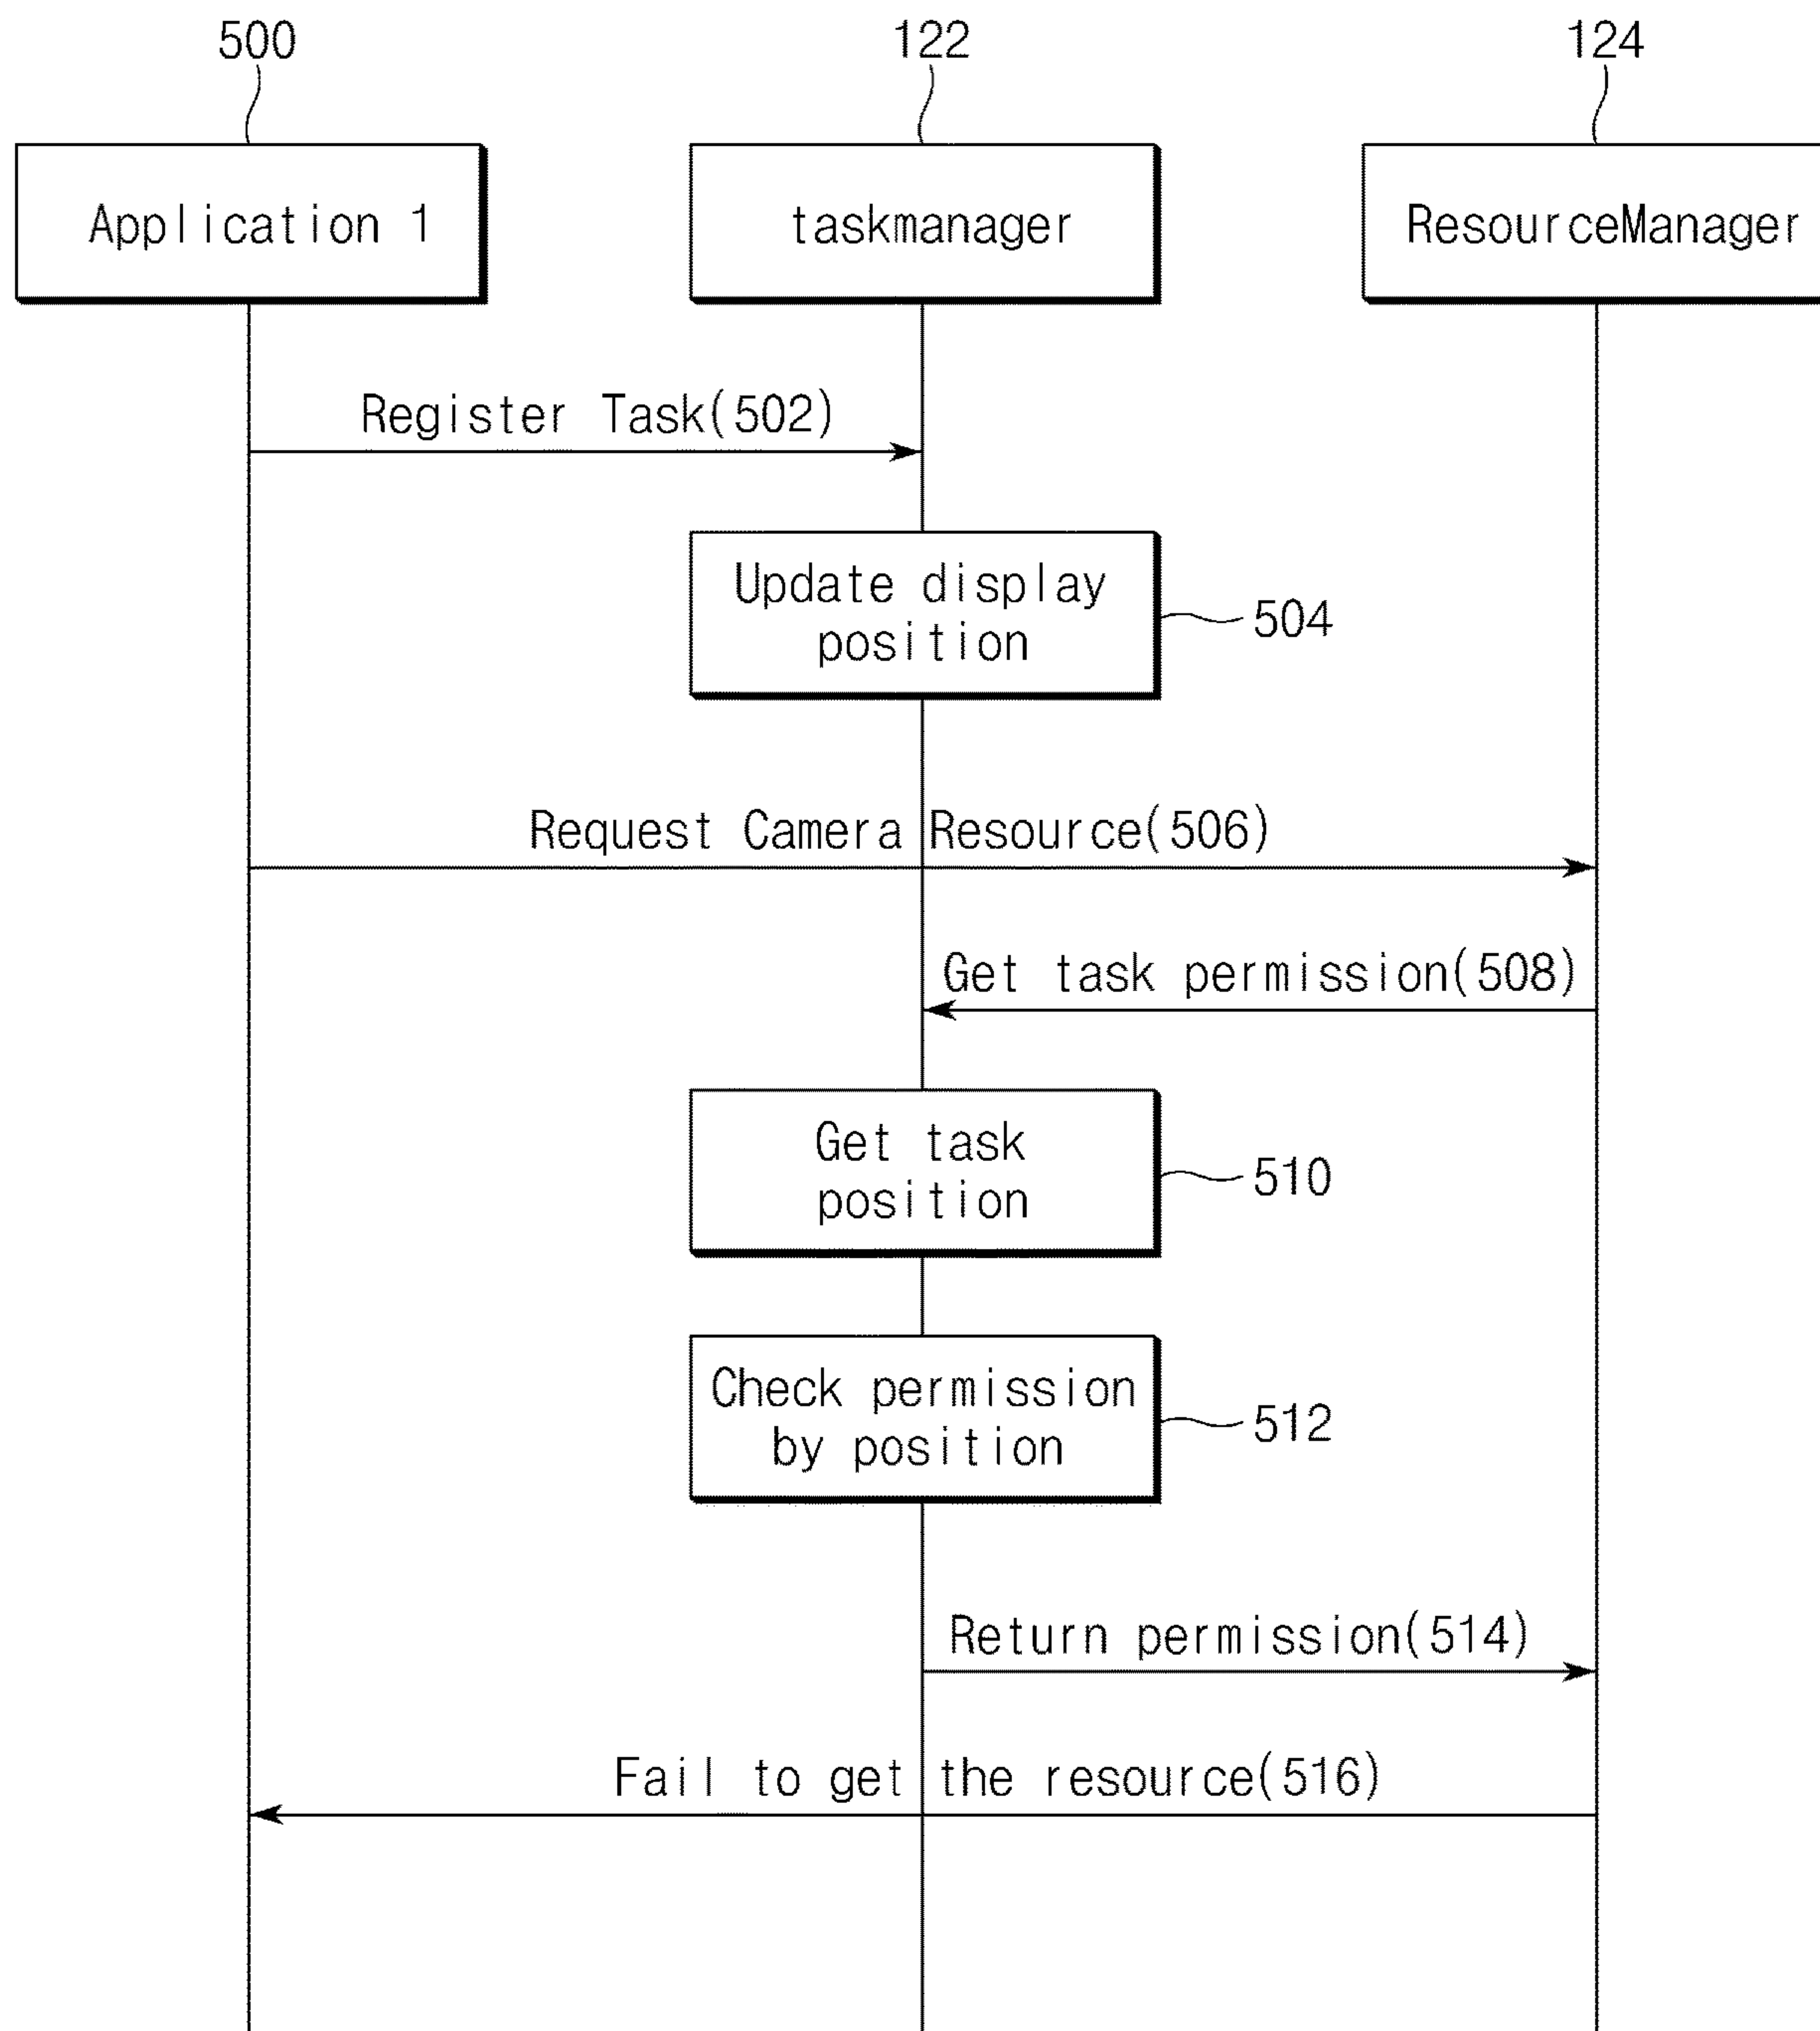 500
122
124
Application 1
taskmanager
ResourceManager
Register Task(502)
Update display
position
504
Request Camera Resource(506)
Get task permission(508)
Get task
position
510
Check permission
by position
512
Return permission(514)
Fail to get the resource(516)